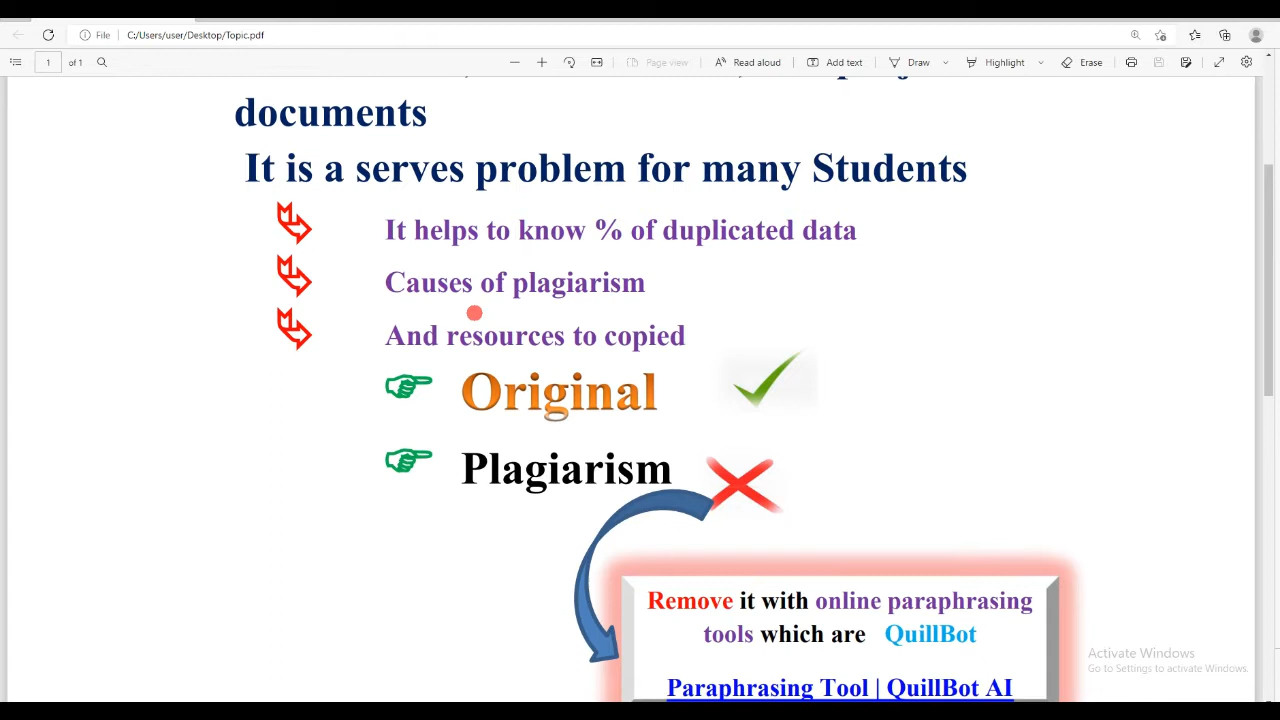 File C:/Users/user/Desktop/Topic.pdf
1 of 1 Page view Read aloud Add text Draw Highlight Erase
documents
It is a serves problem for many Students
It helps to know % of duplicated data
Causes of plagiarism
And resources to copied
Original
Plagiarism
Remove it with online paraphrasing
tools which are QuillBot
Paraphrasing Tool | QuillBot AI
Activate Windows
Go to Settings to activate Windows.